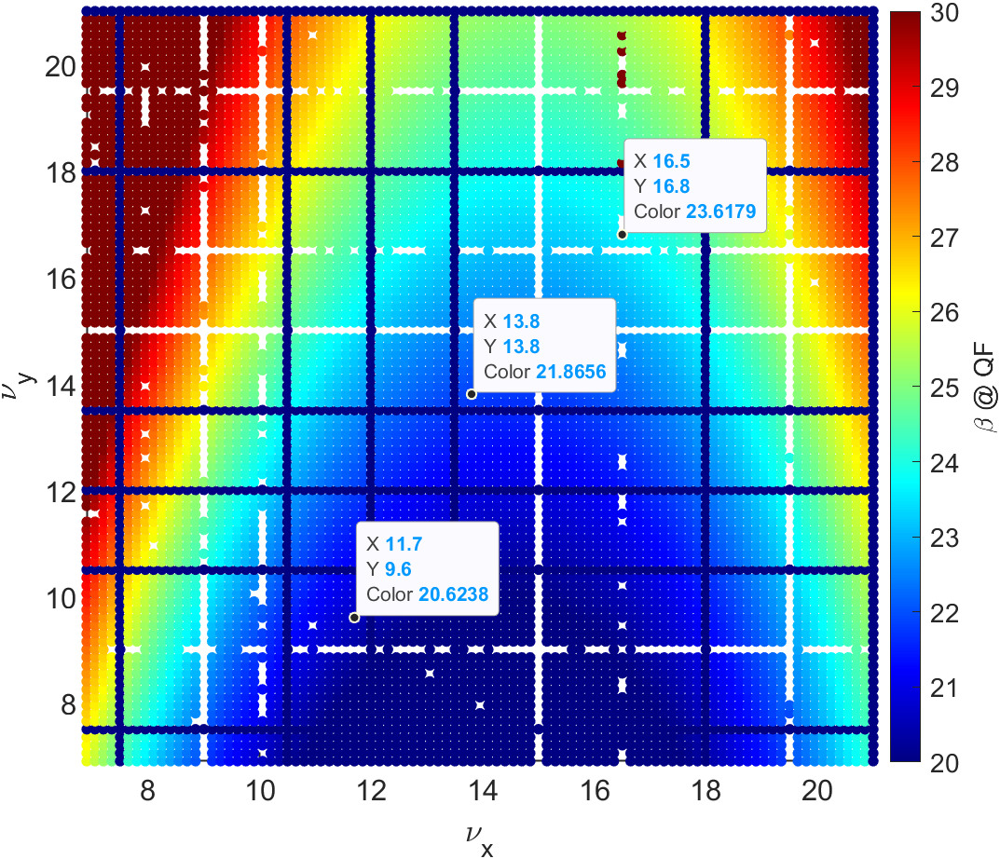 20
18
16
14
12
10
8
ν_y
8
10
12
14
16
18
20
ν_x
X 16.5
Y 16.8
Color 23.6179
X 13.8
Y 13.8
Color 21.8656
X 11.7
Y 9.6
Color 20.6238
30
29
28
27
26
25
24
23
22
21
20
β @ QF